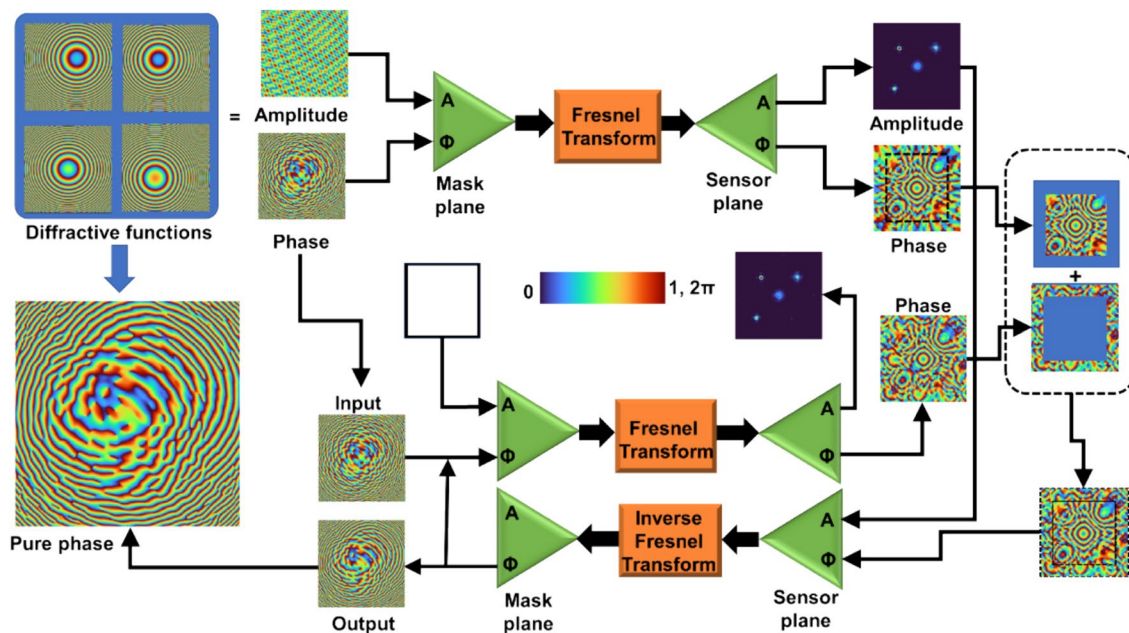 Diffractive functions
=
Amplitude
Phase
A
Φ
Mask
plane
Fresnel
Transform
A
Φ
Sensor
plane
Amplitude
Phase
+
0
1, 2π
Phase
Input
A
Φ
Fresnel
Transform
A
Φ
Pure phase
Output
A
Φ
Mask
plane
Inverse
Fresnel
Transform
A
Φ
Sensor
plane